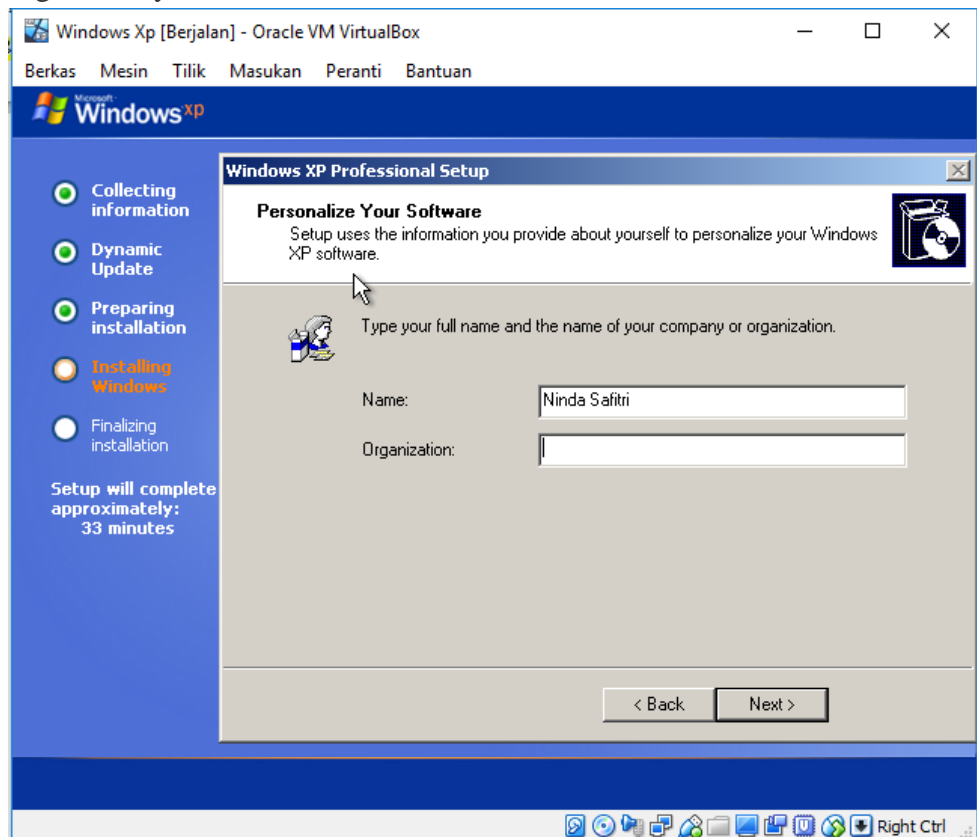 Windows Xp [Berjalan] - Oracle VM VirtualBox
Berkas Mesin Tilik Masukan Peranti Bantuan
Microsoft
Windows xp
Windows XP Professional Setup
Collecting
information
Dynamic
Update
Preparing
installation
Installing
Windows
Finalizing
installation
Setup will complete
approximately:
33 minutes
Personalize Your Software
Setup uses the information you provide about yourself to personalize your Windows
XP software.
Type your full name and the name of your company or organization.
Name: Ninda Safitri
Organization:
< Back Next >
Right Ctrl